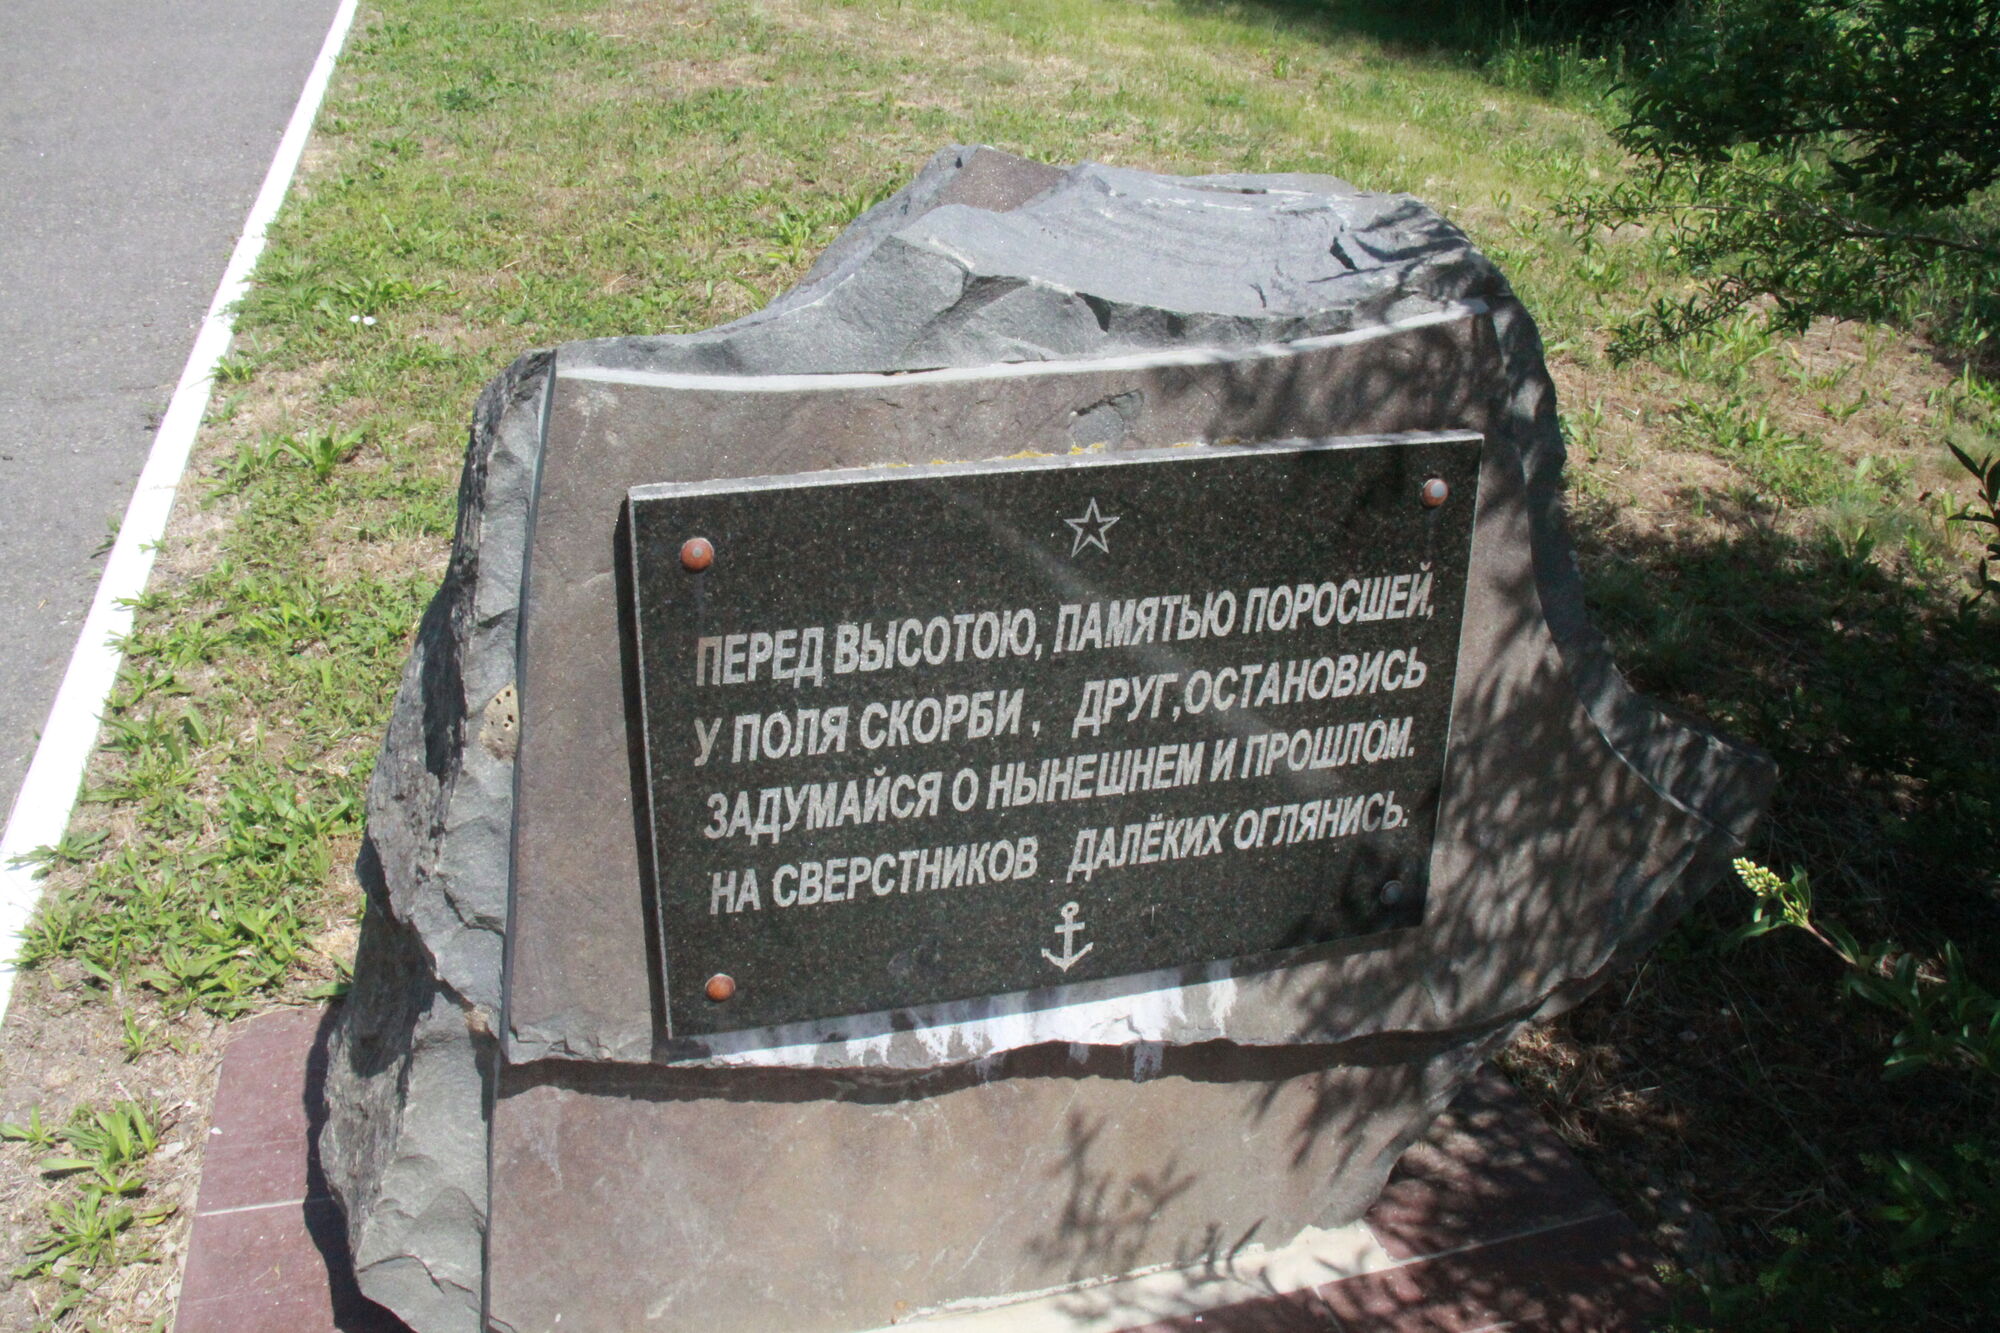 ПЕРЕД ВЫСОТОЮ, ПАМЯТЬЮ ПОРОСШЕЙ,
У ПОЛЯ СКОРБИ, ДРУГ, ОСТАНОВИСЬ
ЗАДУМАЙСЯ О НЫНЕШНЕМ И ПРОШЛОМ.
НА СВЕРСТНИКОВ ДАЛЁКИХ ОГЛЯНИСЬ.